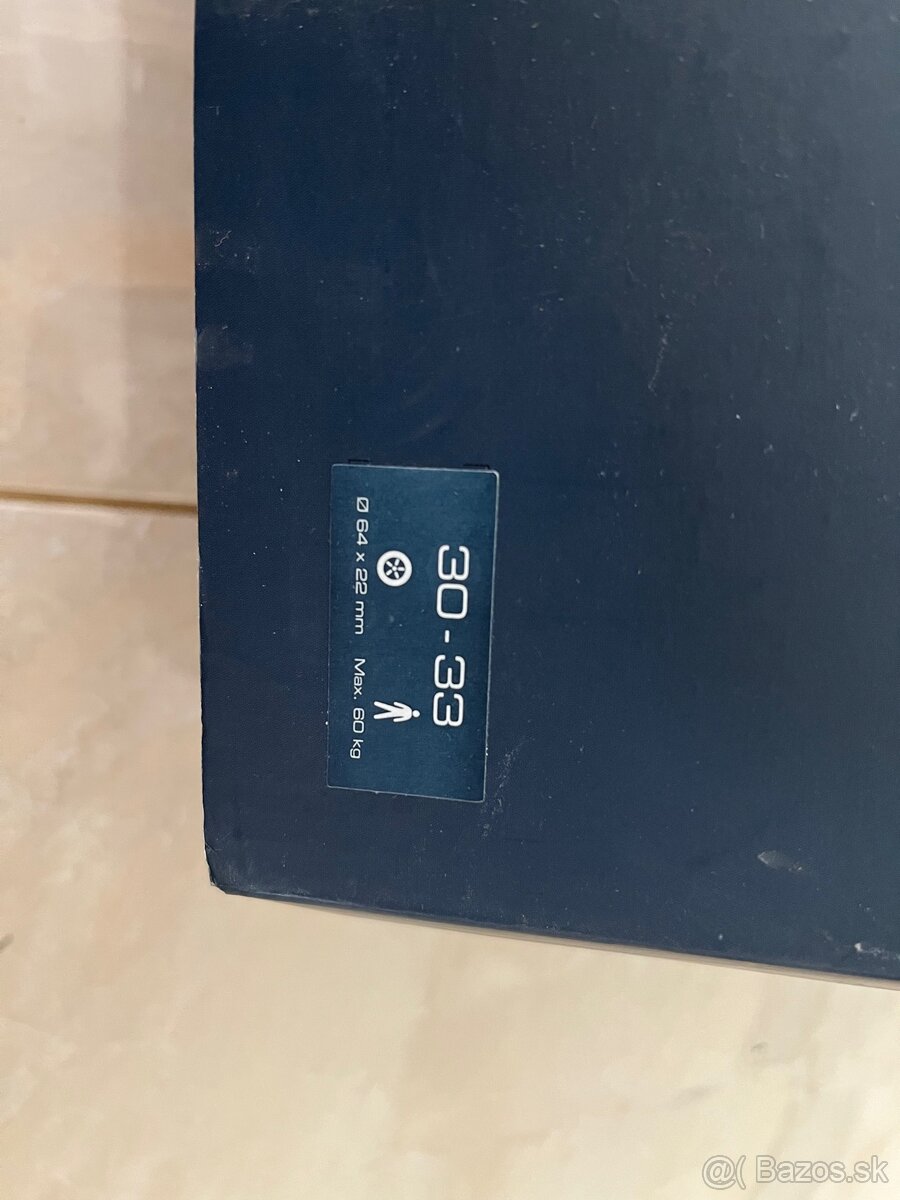 30-33
Ø 64 x 22 mm Max. 60 kg
@( Bazos.sk